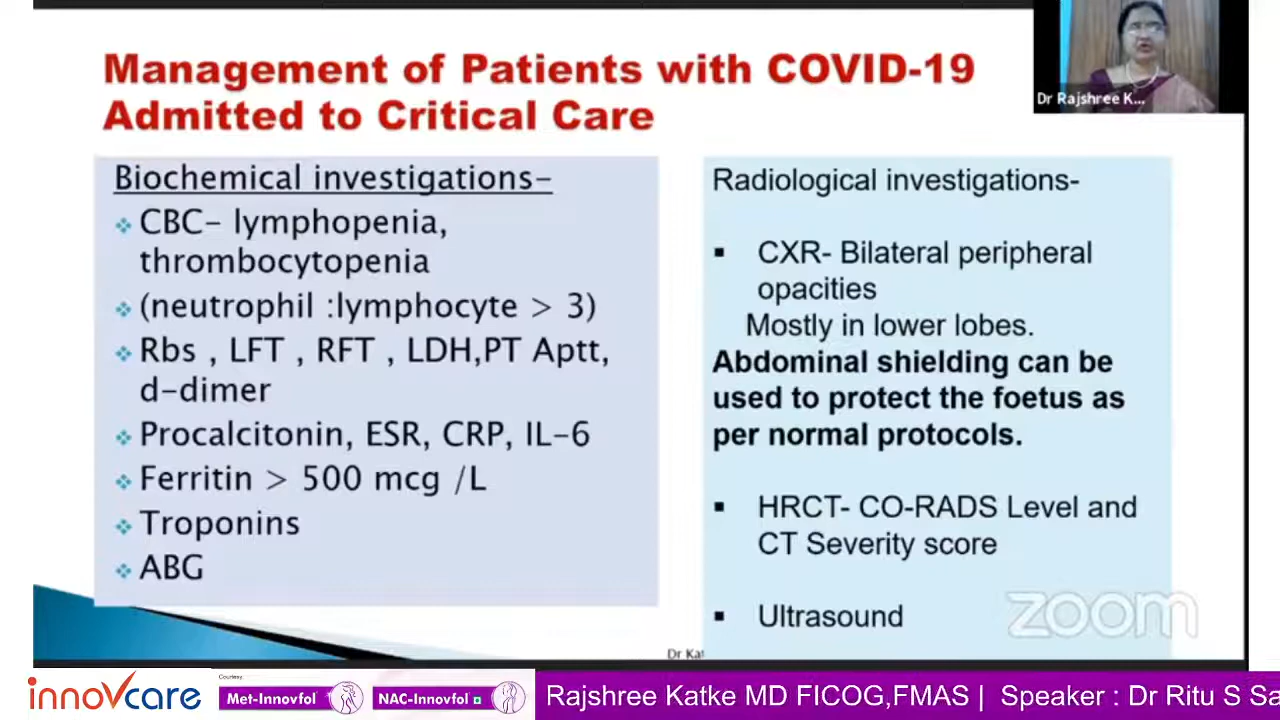 Management of Patients with COVID-19
Admitted to Critical Care
Dr Rajshree K...
Biochemical investigations-
CBC- lymphopenia,
thrombocytopenia
(neutrophil :lymphocyte > 3)
Rbs , LFT , RFT , LDH,PT Aptt,
d-dimer
Procalcitonin, ESR, CRP, IL-6
Ferritin > 500 mcg /L
Troponins
ABG
Radiological investigations-
CXR- Bilateral peripheral
opacities
Mostly in lower lobes.
Abdominal shielding can be
used to protect the foetus as
per normal protocols.
HRCT- CO-RADS Level and
CT Severity score
Ultrasound
zoom
Dr Kat
innovcare
Courtesy
Met-Innovfol
NAC-Innovfol
Rajshree Katke MD FICOG,FMAS | Speaker : Dr Ritu S Sa